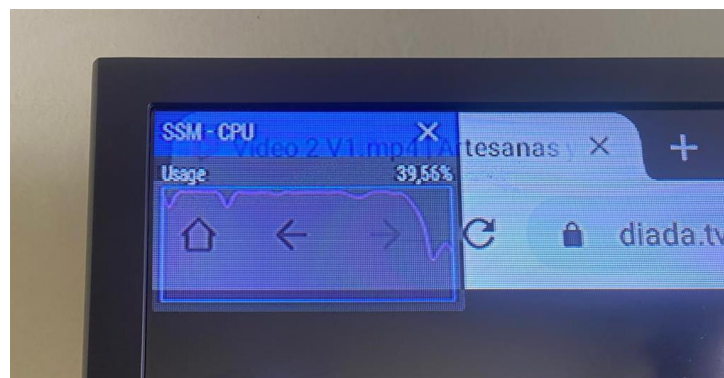 SSM - CPU
Video 2 V1.mp4 | Artesanas y
Usage 39,56%
diada.tv